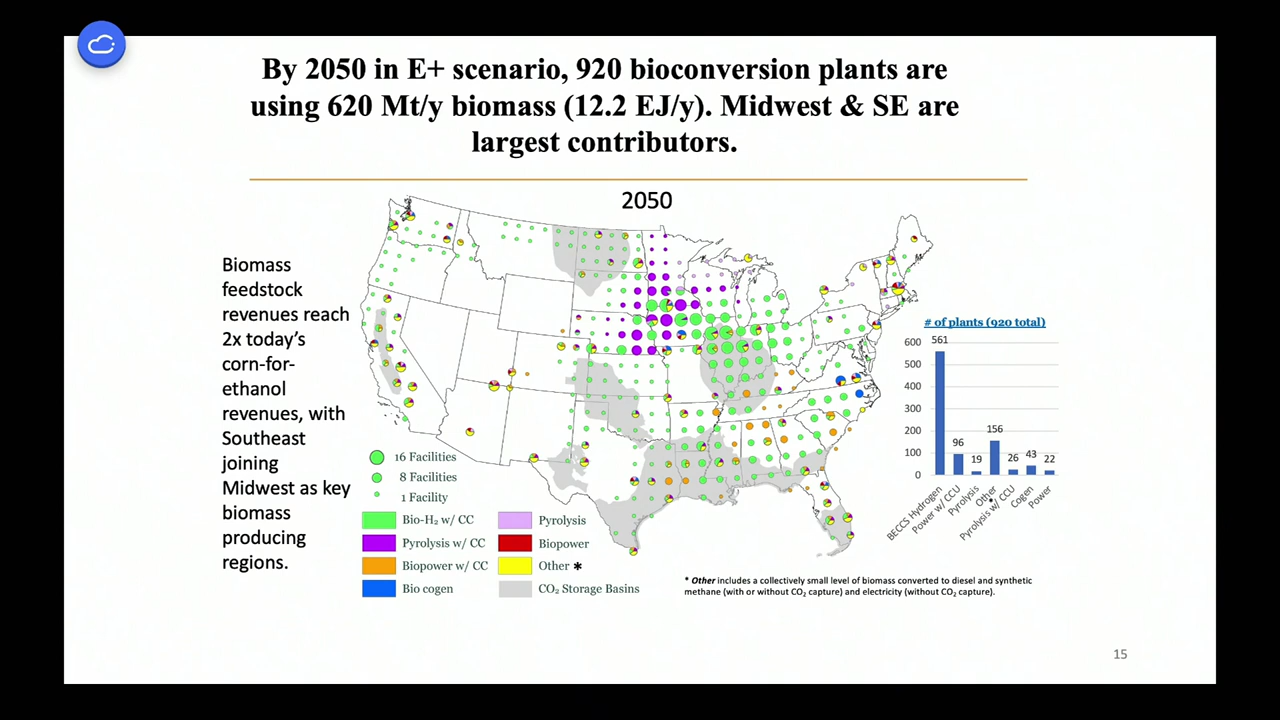 By 2050 in E+ scenario, 920 bioconversion plants are
using 620 Mt/y biomass (12.2 EJ/y). Midwest & SE are
largest contributors.
2050
Biomass
feedstock
revenues reach
2x today’s
corn-for-
ethanol
revenues, with
Southeast
joining
Midwest as key
biomass
producing
regions.
16 Facilities
8 Facilities
1 Facility
Bio-H₂ w/ CC
Pyrolysis
Pyrolysis w/ CC
Biopower
Biopower w/ CC
Other *
Bio cogen
CO₂ Storage Basins
# of plants (920 total)
600
500
400
300
200
100
0
561
96
19
156
26
43
22
BECCS Hydrogen
Power w/ CCU
Pyrolysis
Other *
Pyrolysis w/ CCU
Cogen
Power
* Other includes a collectively small level of biomass converted to diesel and synthetic
methane (with or without CO₂ capture) and electricity (without CO₂ capture).
15